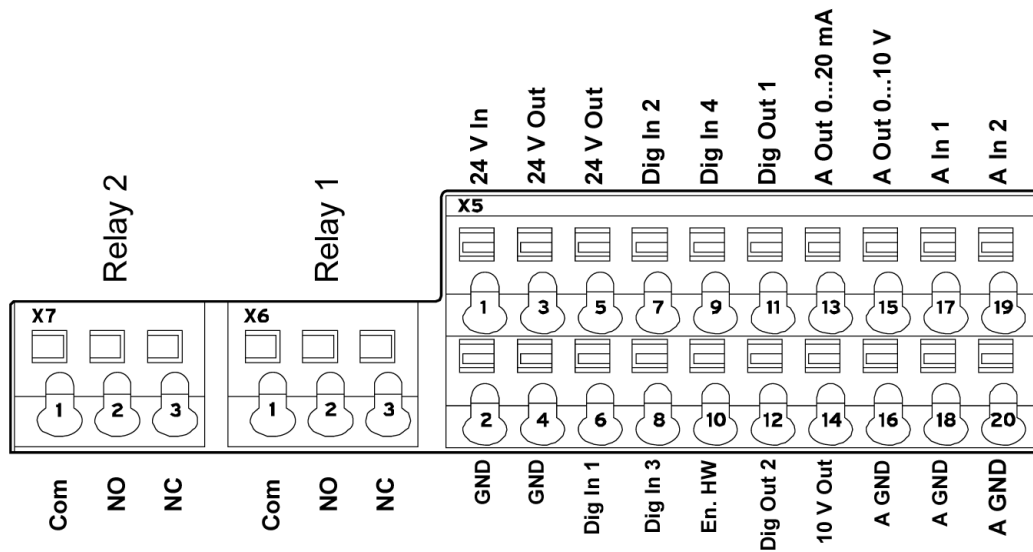 24 V In
24 V Out
24 V Out
Dig In 2
Dig In 4
Dig Out 1
A Out 0...20 mA
A Out 0...10 V
A In 1
A In 2
Relay 2
Relay 1
X5
1 3 5 7 9 11 13 15 17 19
X7
X6
1 2 3
1 2 3
2 4 6 8 10 12 14 16 18 20
Com
NO
NC
Com
NO
NC
GND
GND
Dig In 1
Dig In 3
En. HW
Dig Out 2
10 V Out
A GND
A GND
A GND